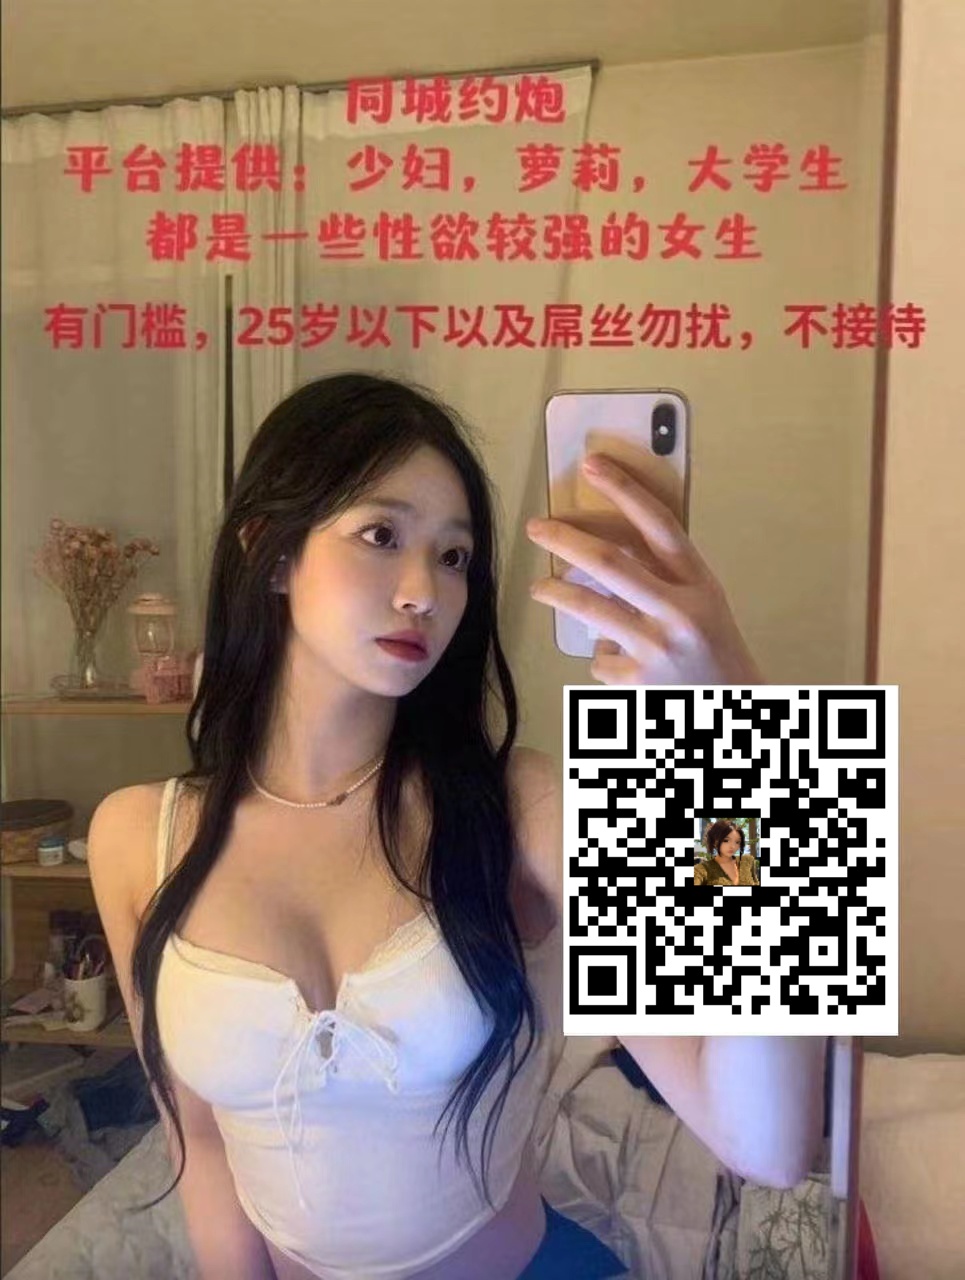 同城约炮
平台提供：少妇，萝莉，大学生
都是一些性欲较强的女生
有门槛，25岁以下以及屌丝勿扰，不接待